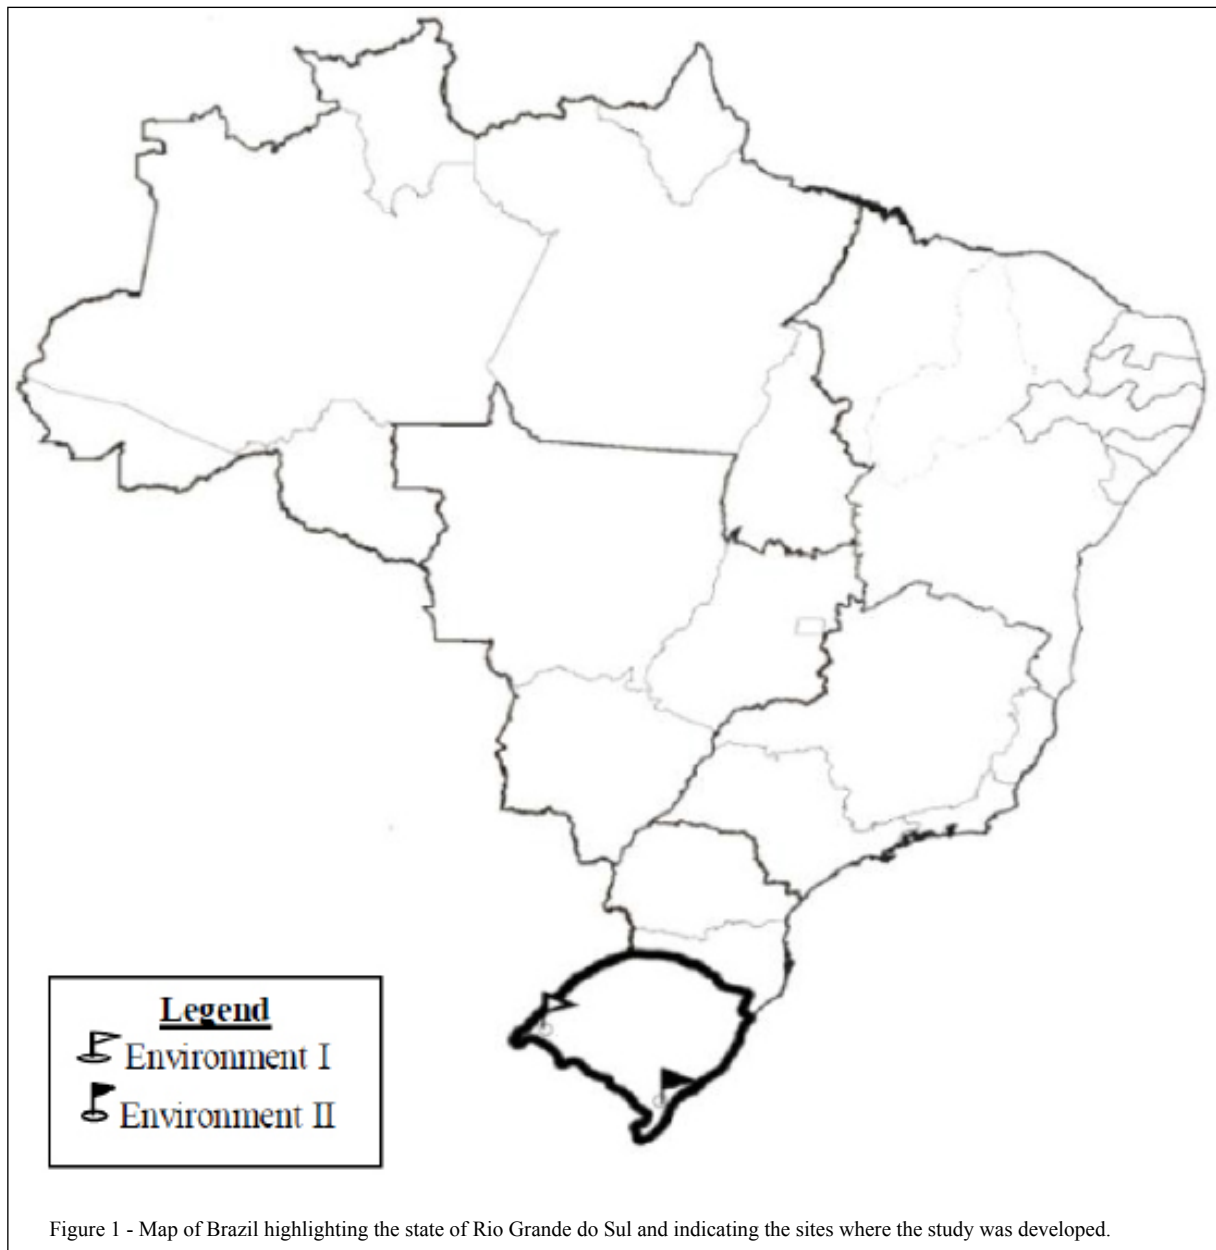 Legend
Environment I
Environment II
Figure 1 - Map of Brazil highlighting the state of Rio Grande do Sul and indicating the sites where the study was developed.